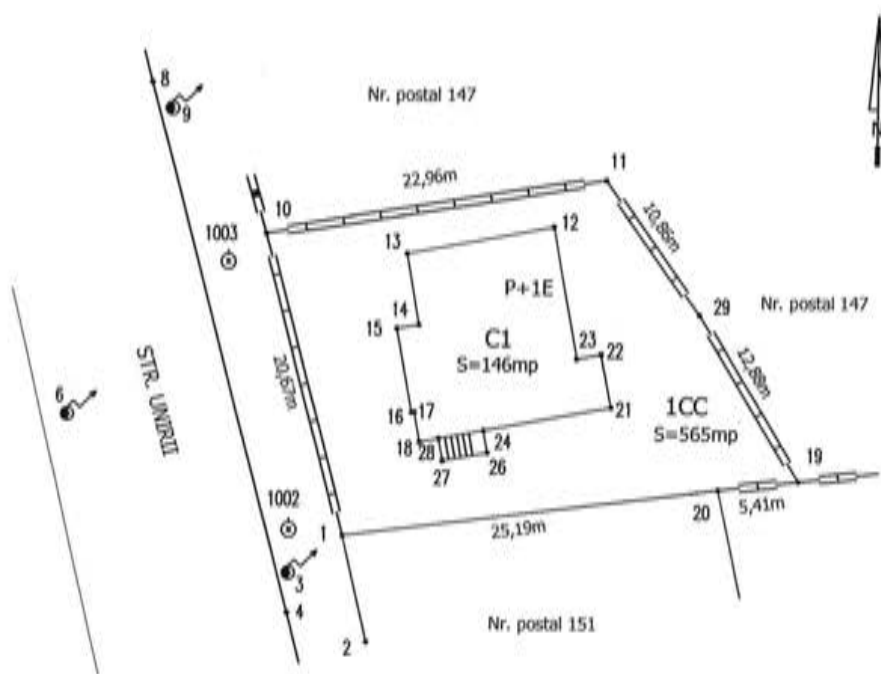 8
9
Nr. postal 147
11
22,96m
10
10,86m
1003
12
13
P+1E
29
Nr. postal 147
14
15
C1
23
22
S=146mp
STR. UNIRII
20,67m
12,88m
6
16
17
21
1CC
S=565mp
18
28
24
27
26
19
1002
20
5,41m
1
25,19m
3
4
Nr. postal 151
2